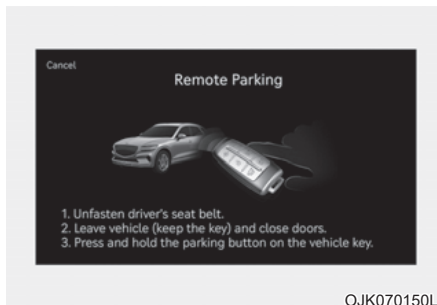 Cancel
Remote Parking
1. Unfasten driver's seat belt.
2. Leave vehicle (keep the key) and close doors.
3. Press and hold the parking button on the vehicle key.
OJK070150L